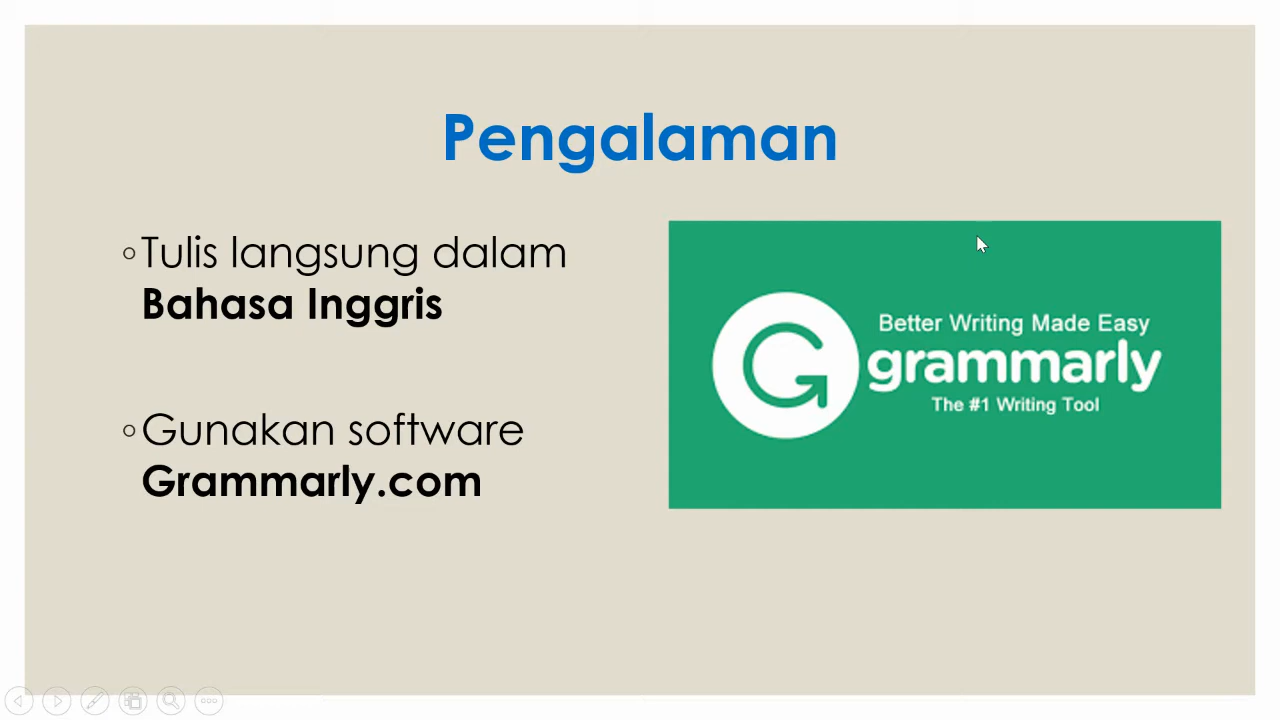 Pengalaman
◦Tulis langsung dalam
Bahasa Inggris
◦Gunakan software
Grammarly.com
Better Writing Made Easy
grammarly
The #1 Writing Tool